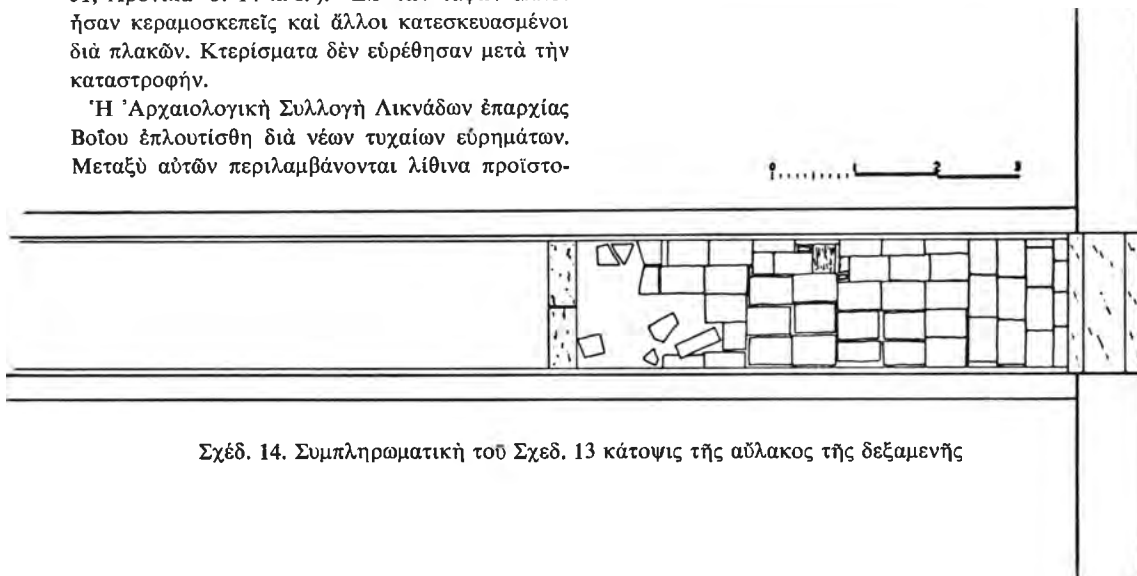 ἦσαν κεραμοσκεπεῖς καὶ ἄλλοι κατεσκευασμένοι
διὰ πλακῶν. Κτερίσματα δὲν εὑρέθησαν μετὰ τὴν
καταστροφήν.
Ἡ Ἀρχαιολογικὴ Συλλογὴ Λικνάδων ἐπαρχίας
Βοΐου ἐπλουτίσθη διὰ νέων τυχαίων εὑρημάτων.
Μεταξὺ αὐτῶν περιλαμβάνονται λίθινα προϊστο-
0 1 2 3
Σχέδ. 14. Συμπληρωματικὴ τοῦ Σχεδ. 13 κάτοψις τῆς αὔλακος τῆς δεξαμενῆς